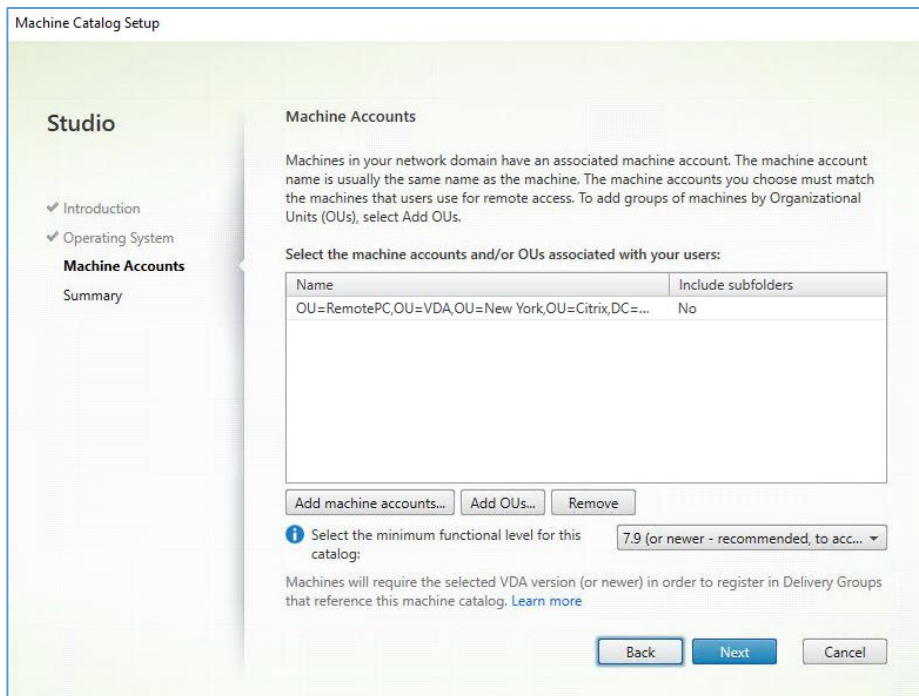 Machine Catalog Setup
Studio
Introduction
Operating System
Machine Accounts
Summary
Machine Accounts
Machines in your network domain have an associated machine account. The machine account
name is usually the same name as the machine. The machine accounts you choose must match
the machines that users use for remote access. To add groups of machines by Organizational
Units (OUs), select Add OUs.
Select the machine accounts and/or OUs associated with your users:
Name Include subfolders
OU=RemotePC,OU=VDA,OU=New York,OU=Citrix,DC=... No
Add machine accounts... Add OUs... Remove
Select the minimum functional level for this 7.9 (or newer - recommended, to acc...
catalog:
Machines will require the selected VDA version (or newer) in order to register in Delivery Groups
that reference this machine catalog. Learn more
Back Next Cancel